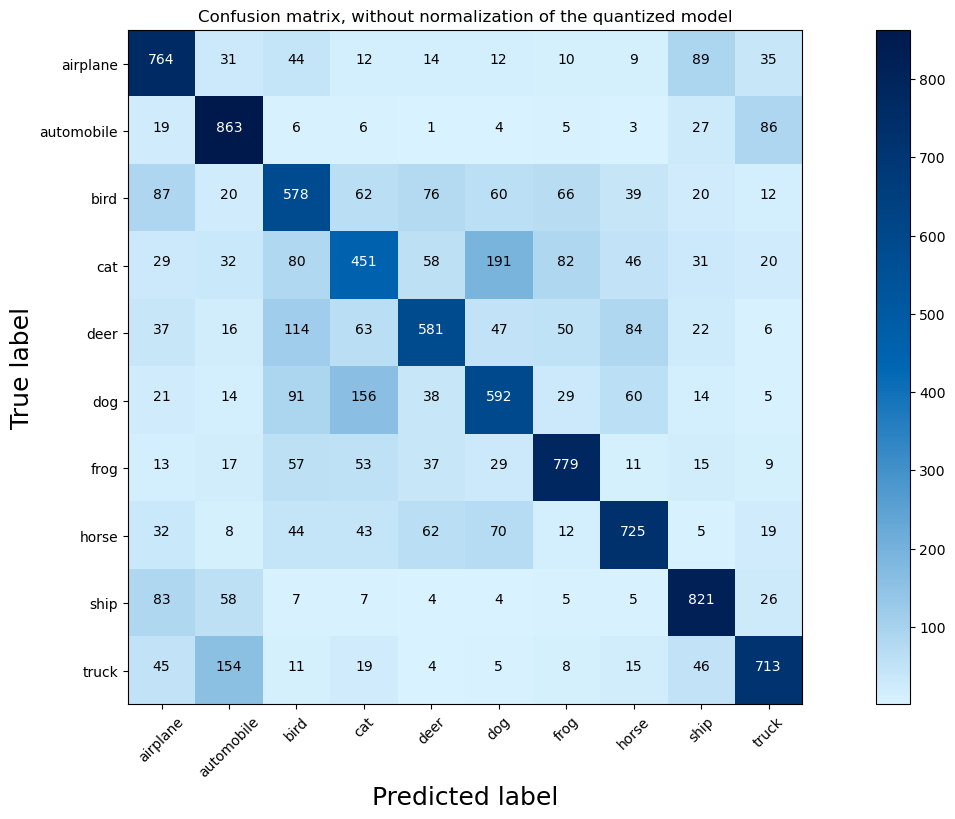 Confusion matrix, without normalization of the quantized model
airplane 764 31 44 12 14 12 10 9 89 35
automobile 19 863 6 6 1 4 5 3 27 86
bird 87 20 578 62 76 60 66 39 20 12
cat 29 32 80 451 58 191 82 46 31 20
deer 37 16 114 63 581 47 50 84 22 6
dog 21 14 91 156 38 592 29 60 14 5
frog 13 17 57 53 37 29 779 11 15 9
horse 32 8 44 43 62 70 12 725 5 19
ship 83 58 7 7 4 4 5 5 821 26
truck 45 154 11 19 4 5 8 15 46 713
airplane automobile bird cat deer dog frog horse ship truck
Predicted label
True label
800
700
600
500
400
300
200
100